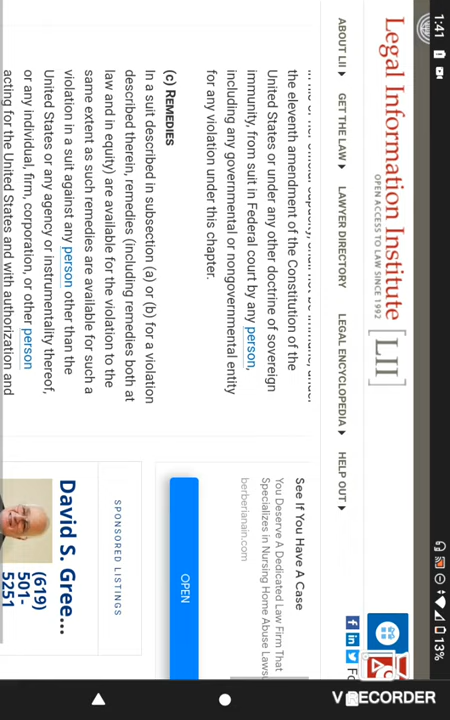 1:41
13%
Legal Information Institute [LII]
OPEN ACCESS TO LAW SINCE 1992
ABOUT LII GET THE LAW LAWYER DIRECTORY LEGAL ENCYCLOPEDIA HELP OUT
the eleventh amendment of the Constitution of the
United States or under any other doctrine of sovereign
immunity, from suit in Federal court by any person,
including any governmental or nongovernmental entity
for any violation under this chapter.
(c) REMEDIES
In a suit described in subsection (a) or (b) for a violation
described therein, remedies (including remedies both at
law and in equity) are available for the violation to the
same extent as such remedies are available for such a
violation in a suit against any person other than the
United States or any agency or instrumentality thereof,
or any individual, firm, corporation, or other person
acting for the United States and with authorization and
See If You Have A Case
You Deserve A Dedicated Law Firm That
Specializes in Nursing Home Abuse Laws
berberianain.com
OPEN
SPONSORED LISTINGS
David S. Gree...
(619)
501-
5251
V RECORDER